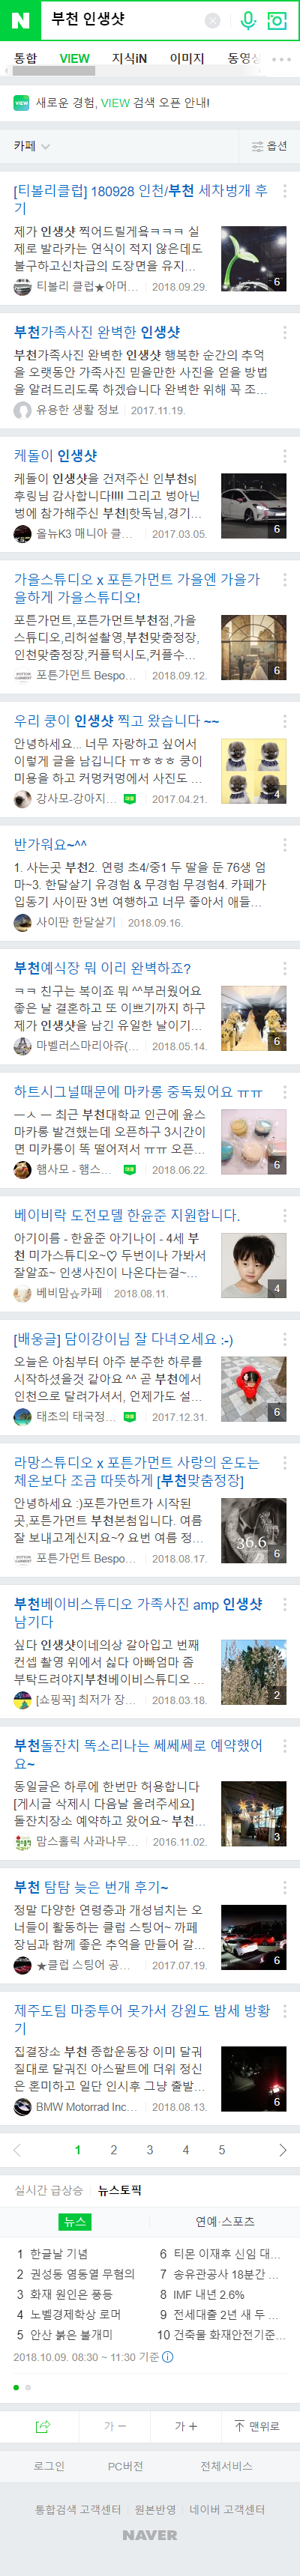 N 부천 인생샷
통합 VIEW 지식iN 이미지 동영상
새로운 경험, VIEW 검색 오픈 안내!
카페 옵션
[티볼리클럽] 180928 인천/부천 세차벙개 후
기
제가 인생샷 찍어드릴게욬ㅋㅋㅋ 실
제로 발라카는 연식이 적지 않은데도
불구하고신차급의 도장면을 유지…
6
티볼리 클럽★아머… 2018.09.29.
부천가족사진 완벽한 인생샷
부천가족사진 완벽한 인생샷 행복한 순간의 추억
을 오랫동안 가족사진 믿을만한 사진을 얻을 방법
을 알려드리도록 하겠습니다 완벽한 위해 꼭 조…
유용한 생활 정보 2017.11.19.
케돌이 인생샷
케돌이 인생샷을 건져주신 인부천s|
후링님 감사합니다!!!! 그리고 벙아닌
벙에 참가해주신 부천|핫독님,경기…
6
올뉴K3 매니아 클… 2017.03.05.
가을스튜디오 x 포튼가먼트 가을엔 가을가
을하게 가을스튜디오!
포튼가먼트,포튼가먼트부천점,가을
스튜디오,리허설촬영,부천맞춤정장,
인천맞춤정장,커플턱시도,커플수…
6
포튼가먼트 Bespo… 2018.09.12.
우리 쿵이 인생샷 찍고 왔습니다 ~~
안녕하세요... 너무 자랑하고 싶어서
이렇게 글을 남깁니다 ㅠㅎㅎㅎ 쿵이
미용을 하고 커멍커멍에서 사진도 …
4
강사모-강아지… 2017.04.21.
반가워요~^^
1. 사는곳 부천2. 연령 초4/중1 두 딸을 둔 76생 엄
마~3. 한달살기 유경험 & 무경험 무경험4. 카페가
입동기 사이판 3번 여행하고 너무 좋아서 애들…
사이판 한달살기 2018.09.16.
부천예식장 뭐 이리 완벽하죠?
ㅋㅋ 친구는 복이죠 뭐 ^^부러웠어요
좋은 날 결혼하고 또 이쁘기까지 하구
제가 인생샷을 남긴 유일한 날이기…
6
마벨러스마리아쥬(… 2018.05.14.
하트시그널때문에 마카롱 중독됬어요 ㅠㅠ
ㅡㅅ ㅡ 최근 부천대학교 인근에 윤스
마카롱 발견했는데 오픈하구 3시간이
면 미카롱이 똑 떨어져서 ㅠㅠ 오픈…
6
햄사모 - 햄스… 2018.06.22.
베이비락 도전모델 한윤준 지원합니다.
아기이름 - 한윤준 아기나이 - 4세 부
천 미가스튜디오~♡ 두번이나 가봐서
잘알죠~ 인생사진이 나온다는걸~…
4
베비맘☆카페 2018.08.11.
[배웅글] 담이강이님 잘 다녀오세요 :-)
오늘은 아침부터 아주 분주한 하루를
시작하셨을것 같아요 ^^ 곧 부천에서
인천으로 달려가셔서, 언제가도 설…
6
태초의 태국정… 2017.12.31.
라망스튜디오 x 포튼가먼트 사랑의 온도는
체온보다 조금 따뜻하게 [부천맞춤정장]
안녕하세요 :)포튼가먼트가 시작된
곳,포튼가먼트 부천본점입니다. 여름
잘 보내고계신지요~? 요번 여름 정…
36.6
6
포튼가먼트 Bespo… 2018.08.17.
부천베이비스튜디오 가족사진 amp 인생샷
남기다
싶다 인생샷이네의상 갈아입고 번째
컨셉 촬영 위에서 싫다 아빠엄마 좀
부탁드려야지부천베이비스튜디오 …
2
[쇼핑꼭] 최저가 장… 2018.03.18.
부천돌잔치 똑소리나는 쎄쎄쎄로 예약했어
요~
동일글은 하루에 한번만 허용합니다
[게시글 삭제시 다음날 올려주세요]
돌잔치장소 예약하고 왔어요~ 부천…
3
맘스홀릭 사과나무… 2016.11.02.
부천 탐탐 늦은 번개 후기~
정말 다양한 연령층과 개성넘치는 오
너들이 활동하는 클럽 스팅어~ 까페
장님과 함께 좋은 추억을 만들어 갈…
6
★클럽 스팅어 공… 2017.07.19.
제주도팀 마중투어 못가서 강원도 밤세 방황
기
집결장소 부천 종합운동장 이미 달궈
질대로 달궈진 아스팔트에 더위 정신
은 혼미하고 일단 인시후 그냥 출발…
6
BMW Motorrad Inc… 2018.08.13.
1 2 3 4 5
실시간 급상승 뉴스토픽
뉴스 연예·스포츠
1 한글날 기념 6 티몬 이재후 신임 대…
2 권성동 염동열 무혐의 7 송유관공사 18분간 …
3 화재 원인은 풍등 8 IMF 내년 2.6%
4 노벨경제학상 로머 9 전세대출 2년 새 두 …
5 안산 붉은 불개미 10 건축물 화재안전기준…
2018.10.09. 08:30 ~ 11:30 기준
가 − 가 + 맨위로
로그인 PC버전 전체서비스
통합검색 고객센터 원본반영 네이버 고객센터
NAVER